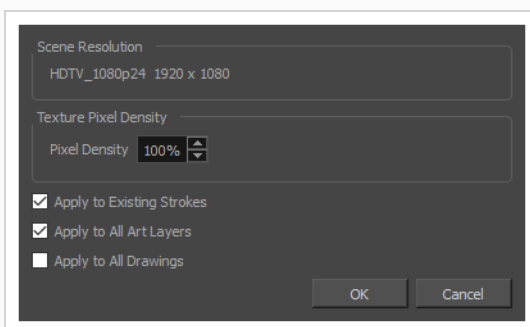 Scene Resolution
HDTV_1080p24 1920 x 1080
Texture Pixel Density
Pixel Density 100%
Apply to Existing Strokes
Apply to All Art Layers
Apply to All Drawings
OK Cancel